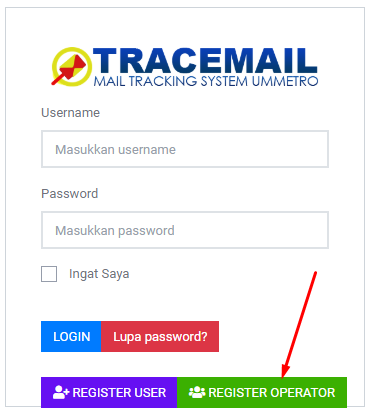 TRACEMAIL
MAIL TRACKING SYSTEM UMMETRO
Username
Masukkan username
Password
Masukkan password
Ingat Saya
LOGIN Lupa password?
REGISTER USER REGISTER OPERATOR